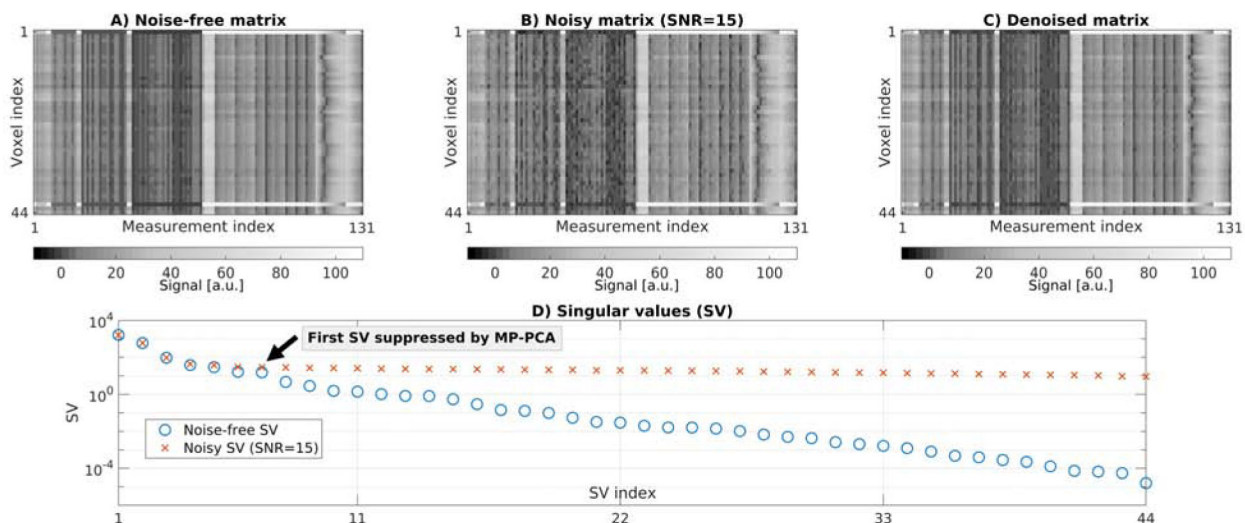 A) Noise-free matrix
B) Noisy matrix (SNR=15)
C) Denoised matrix
1
Voxel index
44
1
Measurement index
131
0
20
40
60
80
100
Signal [a.u.]
1
Voxel index
44
1
Measurement index
131
0
20
40
60
80
100
Signal [a.u.]
1
Voxel index
44
1
Measurement index
131
0
20
40
60
80
100
Signal [a.u.]
D) Singular values (SV)
10^4
10^0
10^-4
SV
First SV suppressed by MP-PCA
Noise-free SV
Noisy SV (SNR=15)
SV index
1
11
22
33
44